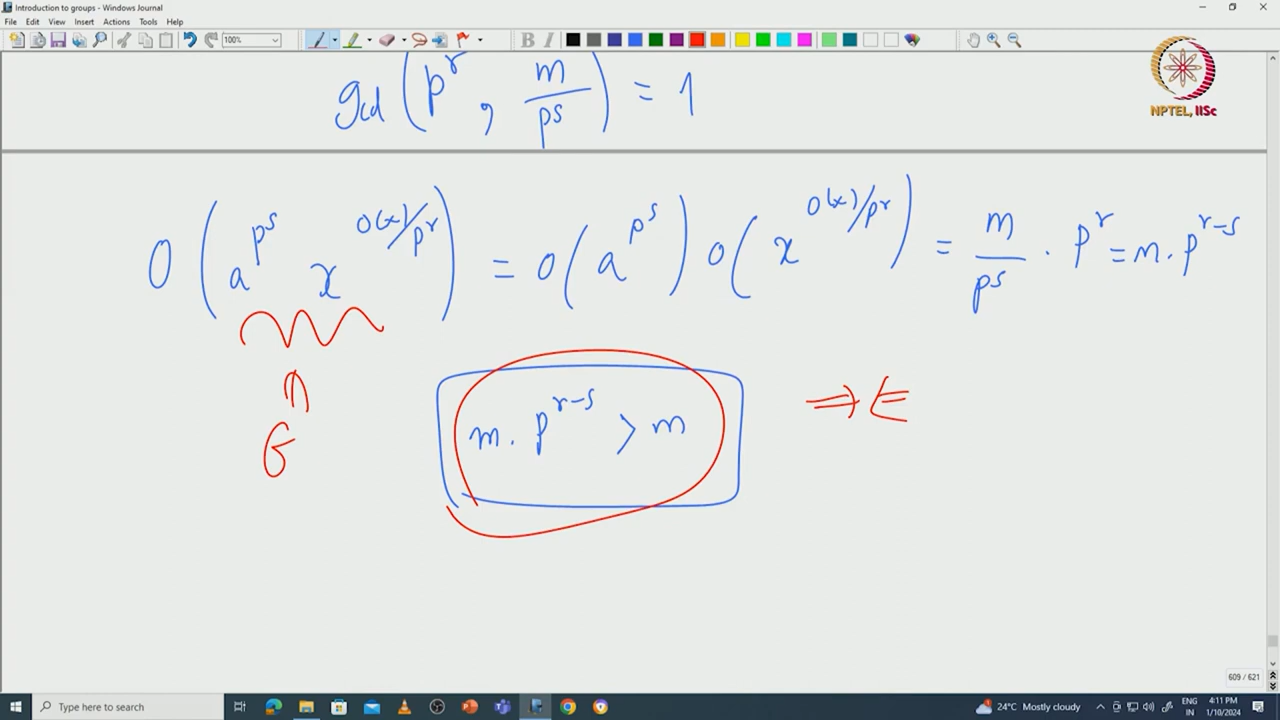 Introduction to groups - Windows Journal
File Edit View Insert Actions Tools Help
100%
B I
NPTEL, IISc
gcd ( p^r , m/p^s ) = 1
O( a^{p^s} x^{O(x)/p^r} ) = O( a^{p^s} ) O( x^{O(x)/p^r} ) = m/p^s · p^r = m · p^{r-s}
∩
G
m · p^{r-s} > m
⇒⇐
609 / 621
Type here to search
24°C Mostly cloudy
ENG
IN
4:11 PM
1/10/2024